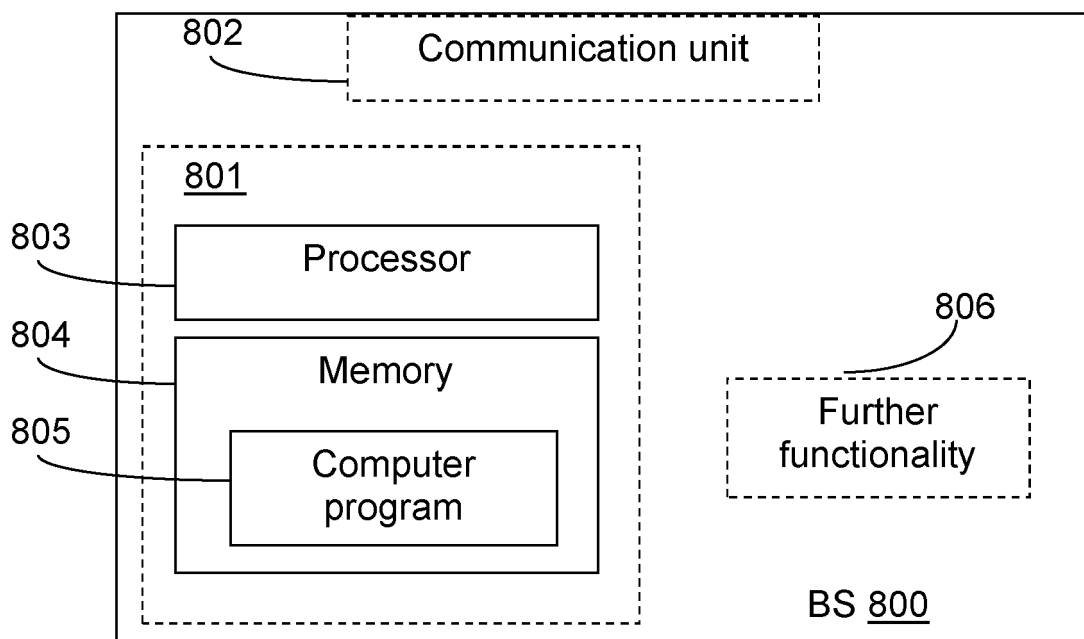 802
Communication unit
801
803
Processor
804
Memory
805
Computer
program
806
Further
functionality
BS 800